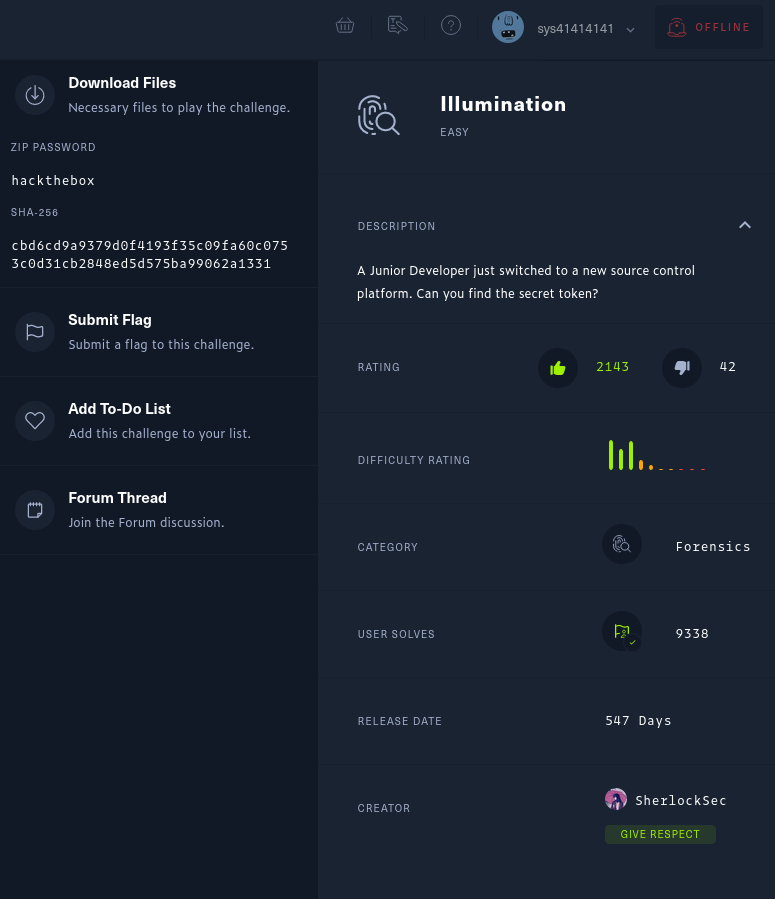 sys41414141
OFFLINE
Download Files
Necessary files to play the challenge.
ZIP PASSWORD
hackthebox
SHA-256
cbd6cd9a9379d0f4193f35c09fa60c075
3c0d31cb2848ed5d575ba99062a1331
Submit Flag
Submit a flag to this challenge.
Add To-Do List
Add this challenge to your list.
Forum Thread
Join the Forum discussion.
Illumination
EASY
DESCRIPTION
A Junior Developer just switched to a new source control
platform. Can you find the secret token?
RATING 2143 42
DIFFICULTY RATING
CATEGORY Forensics
USER SOLVES 9338
RELEASE DATE 547 Days
CREATOR SherlockSec
GIVE RESPECT